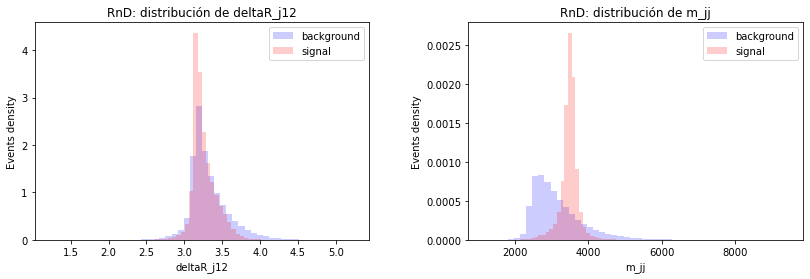 RnD: distribución de deltaR_j12
background
signal
Events density
4
3
2
1
0
1.5 2.0 2.5 3.0 3.5 4.0 4.5 5.0
deltaR_j12
RnD: distribución de m_jj
background
signal
Events density
0.0025
0.0020
0.0015
0.0010
0.0005
0.0000
2000 4000 6000 8000
m_jj